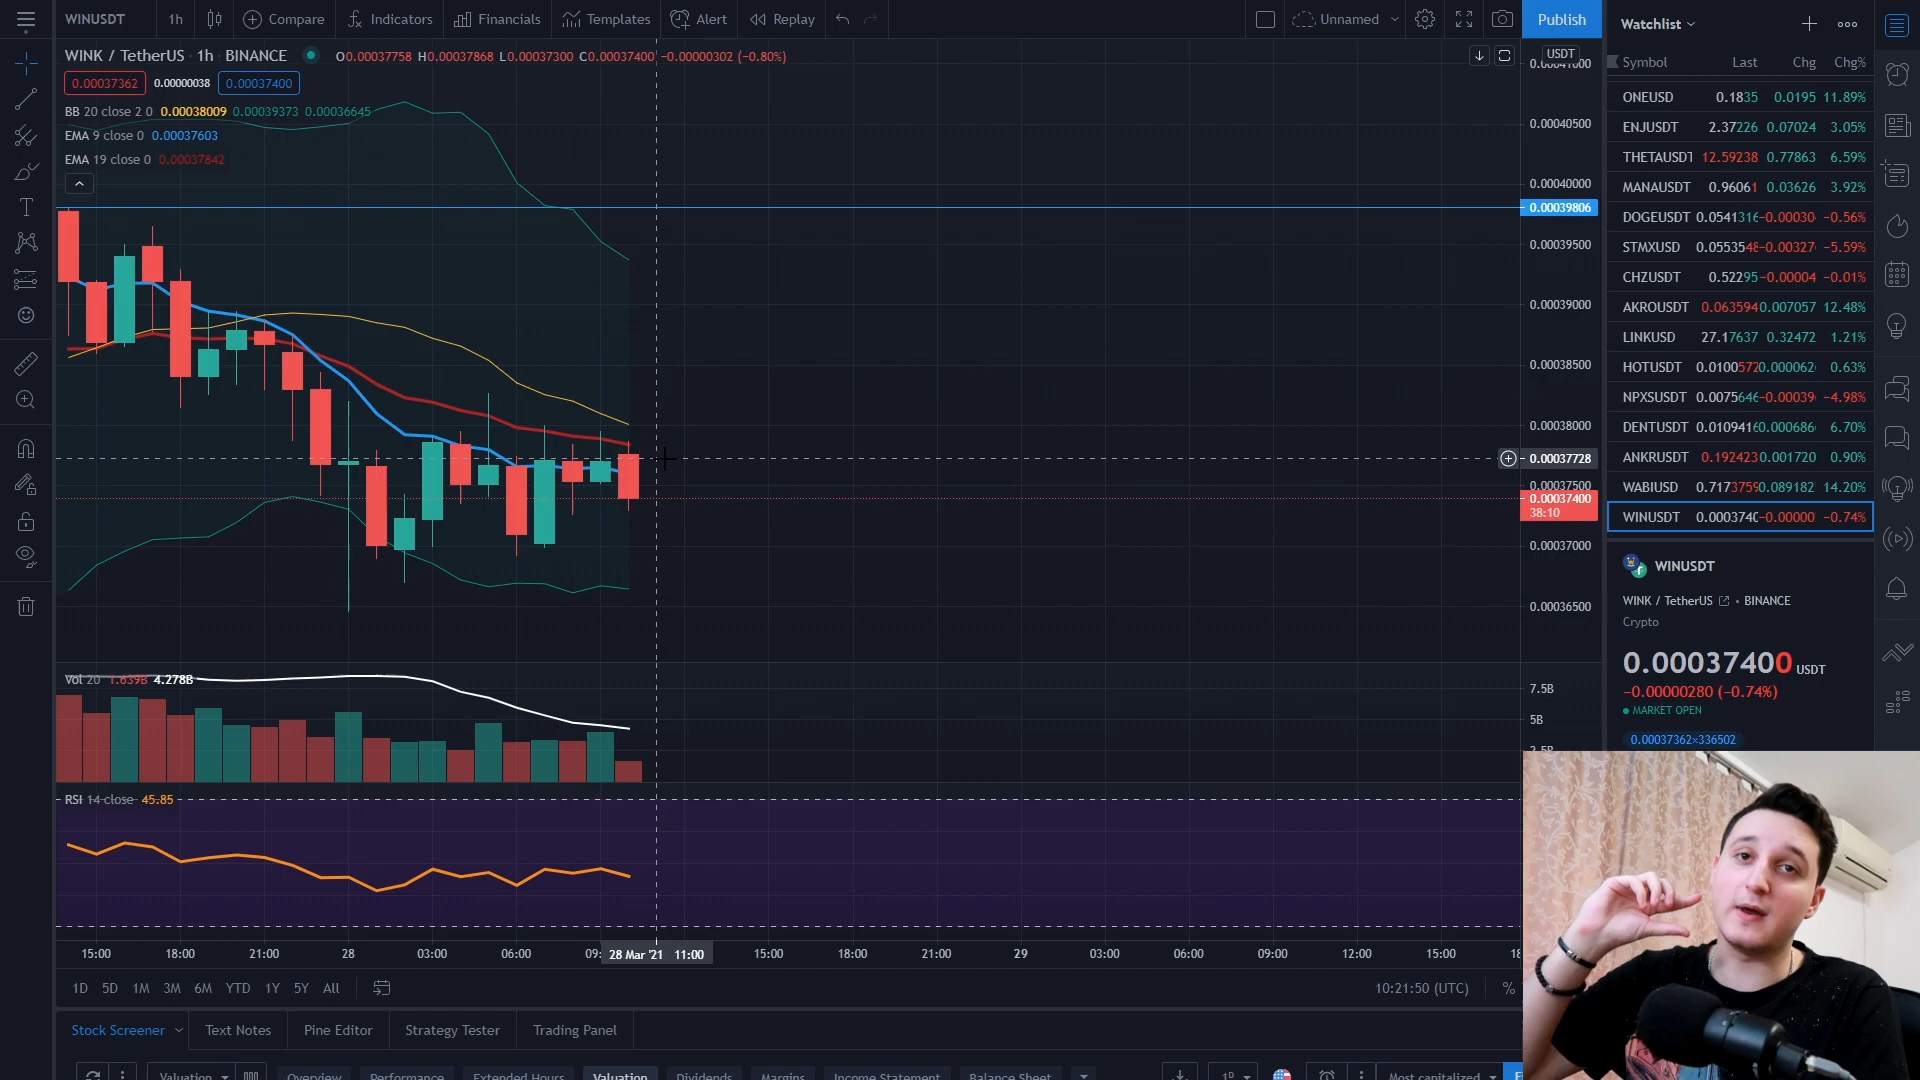 WINUSDT 1h Compare Indicators Financials Templates Alert Replay Unnamed Publish
WINK / TetherUS · 1h · BINANCE O0.00037758 H0.00037868 L0.00037300 C0.00037400 −0.00000302 (−0.80%)
0.00037362 0.00000038 0.00037400
BB 20 close 2 0 0.00038009 0.00039373 0.00036645
EMA 9 close 0 0.00037603
EMA 19 close 0 0.00037842
USDT
0.00041000
0.00040500
0.00040000
0.00039806
0.00039500
0.00039000
0.00038500
0.00038000
0.00037728
0.00037500
0.00037400
38:10
0.00037000
0.00036500
Vol 20 1.639B 4.278B
7.5B
5B
2.5B
RSI 14 close 45.85
15:00 18:00 21:00 28 03:00 06:00 09: 28 Mar '21 11:00 15:00 18:00 21:00 29 03:00 06:00 09:00 12:00 15:00 18
1D 5D 1M 3M 6M YTD 1Y 5Y All 10:21:50 (UTC) %
Stock Screener Text Notes Pine Editor Strategy Tester Trading Panel
Valuation Overview Performance Extended Hours Valuation Dividends Margins Income Statement Balance Sheet 1D Most capitalized
Watchlist
Symbol Last Chg Chg%
ONEUSD 0.1835 0.0195 11.89%
ENJUSDT 2.37226 0.07024 3.05%
THETAUSDT 12.59238 0.77863 6.59%
MANAUSDT 0.96061 0.03626 3.92%
DOGEUSDT 0.0541316 −0.00030 −0.56%
STMXUSD 0.0553548 −0.00327 −5.59%
CHZUSDT 0.52295 −0.00004 −0.01%
AKROUSDT 0.063594 0.007057 12.48%
LINKUSD 27.17637 0.32472 1.21%
HOTUSDT 0.0100572 0.000062 0.63%
NPXSUSDT 0.0075646 −0.00039 −4.98%
DENTUSDT 0.0109416 0.000686 6.70%
ANKRUSDT 0.192423 0.001720 0.90%
WABIUSD 0.7173759 0.089182 14.20%
WINUSDT 0.0003740 −0.00000 −0.74%
WINUSDT
WINK / TetherUS • BINANCE
Crypto
0.00037400 USDT
−0.00000280 (−0.74%)
MARKET OPEN
0.00037362×336502